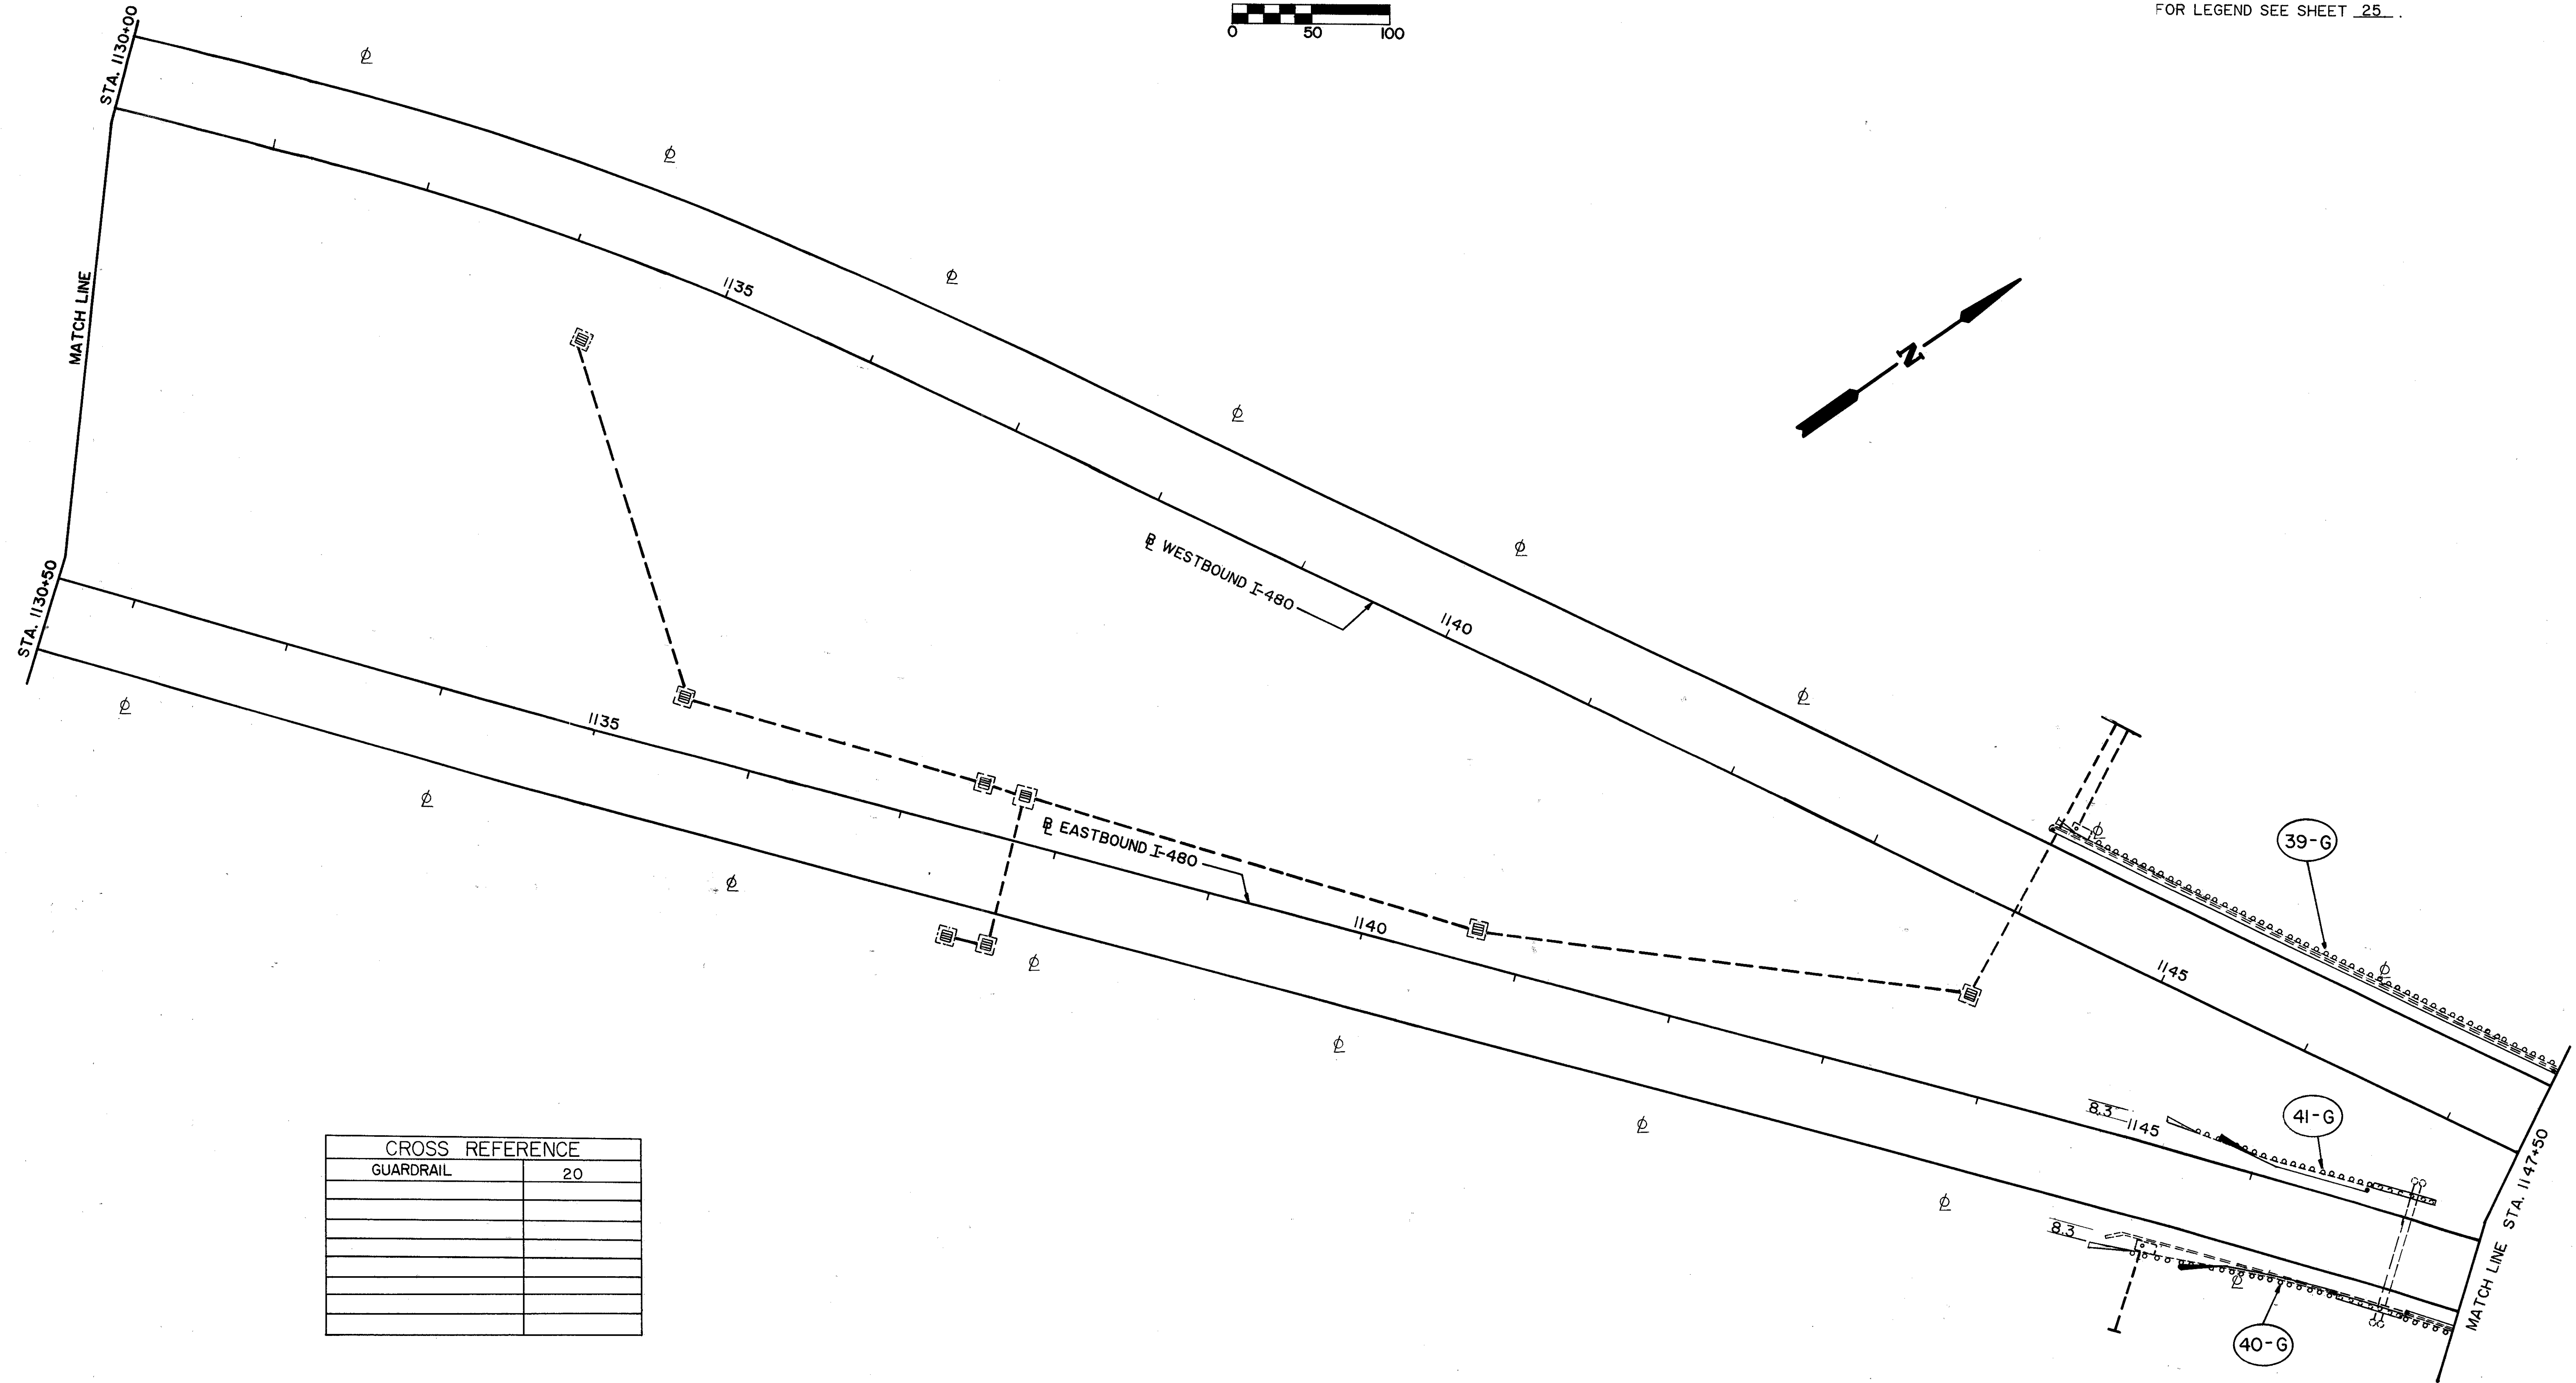 0 50 100
FOR LEGEND SEE SHEET 25.
STA. 1130+00
MATCH LINE
STA. 1130+50
1135
N
℄ WESTBOUND I-480
1140
1135
℄ EASTBOUND I-480
1140
39-G
1145
8.3
1145
41-G
8.3
40-G
MATCH LINE STA. 1147+50
CROSS REFERENCE
GUARDRAIL 20